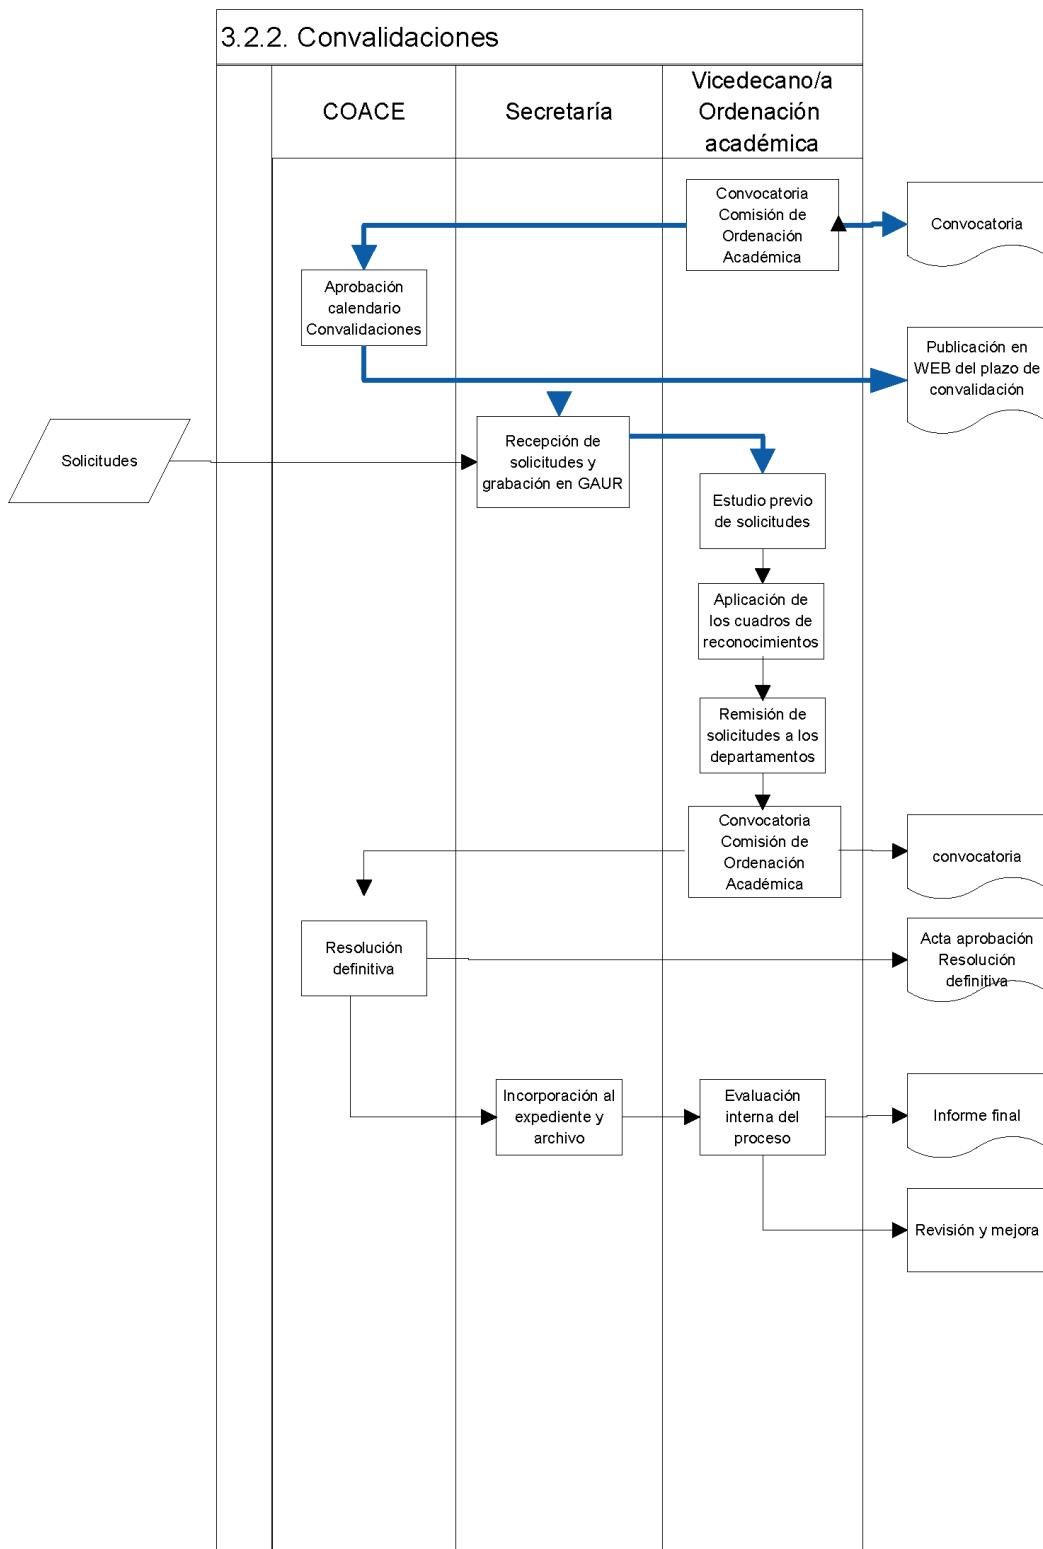 3.2.2. Convalidaciones
COACE
Secretaría
Vicedecano/a
Ordenación
académica
Convocatoria
Comisión de
Ordenación
Académica
Convocatoria
Aprobación
calendario
Convalidaciones
Publicación en
WEB del plazo de
convalidación
Solicitudes
Recepción de
solicitudes y
grabación en GAUR
Estudio previo
de solicitudes
Aplicación de
los cuadros de
reconocimientos
Remisión de
solicitudes a los
departamentos
Convocatoria
Comisión de
Ordenación
Académica
convocatoria
Resolución
definitiva
Acta aprobación
Resolución
definitiva
Incorporación al
expediente y
archivo
Evaluación
interna del
proceso
Informe final
Revisión y mejora